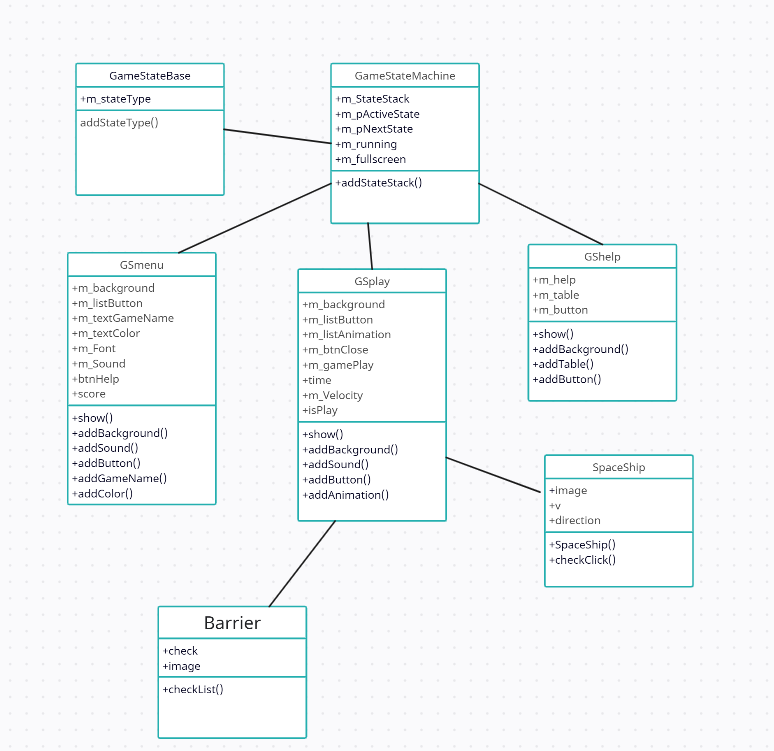 GameStateBase
+m_stateType
addStateType()
GameStateMachine
+m_StateStack
+m_pActiveState
+m_pNextState
+m_running
+m_fullscreen
+addStateStack()
GSmenu
+m_background
+m_listButton
+m_textGameName
+m_textColor
+m_Font
+m_Sound
+btnHelp
+score
+show()
+addBackground()
+addSound()
+addButton()
+addGameName()
+addColor()
GSplay
+m_background
+m_listButton
+m_listAnimation
+m_btnClose
+m_gamePlay
+time
+m_Velocity
+isPlay
+show()
+addBackground()
+addSound()
+addButton()
+addAnimation()
GShelp
+m_help
+m_table
+m_button
+show()
+addBackground()
+addTable()
+addButton()
SpaceShip
+image
+v
+direction
+SpaceShip()
+checkClick()
Barrier
+check
+image
+checkList()